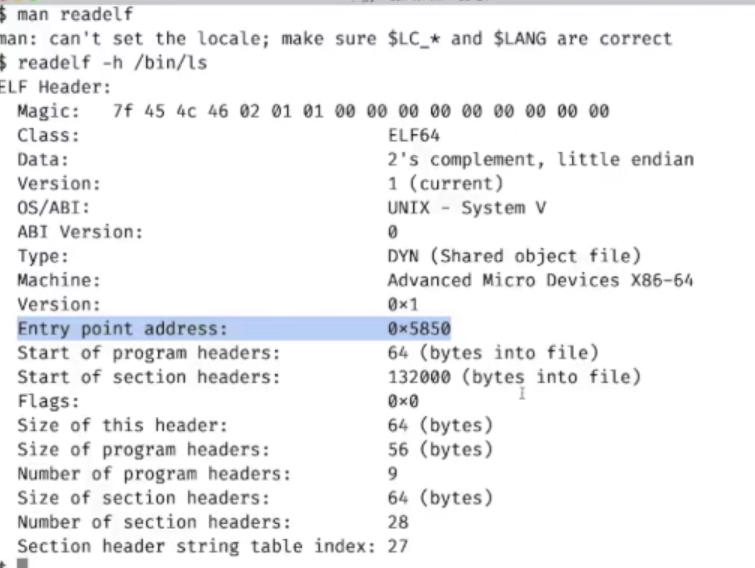 $ man readelf
man: can't set the locale; make sure $LC_* and $LANG are correct
$ readelf -h /bin/ls
ELF Header:
  Magic:   7f 45 4c 46 02 01 01 00 00 00 00 00 00 00 00 00
  Class:                             ELF64
  Data:                              2's complement, little endian
  Version:                           1 (current)
  OS/ABI:                            UNIX - System V
  ABI Version:                       0
  Type:                              DYN (Shared object file)
  Machine:                           Advanced Micro Devices X86-64
  Version:                           0×1
  Entry point address:               0×5850
  Start of program headers:          64 (bytes into file)
  Start of section headers:          132000 (bytes into file)
  Flags:                             0×0
  Size of this header:               64 (bytes)
  Size of program headers:           56 (bytes)
  Number of program headers:         9
  Size of section headers:           64 (bytes)
  Number of section headers:         28
  Section header string table index: 27